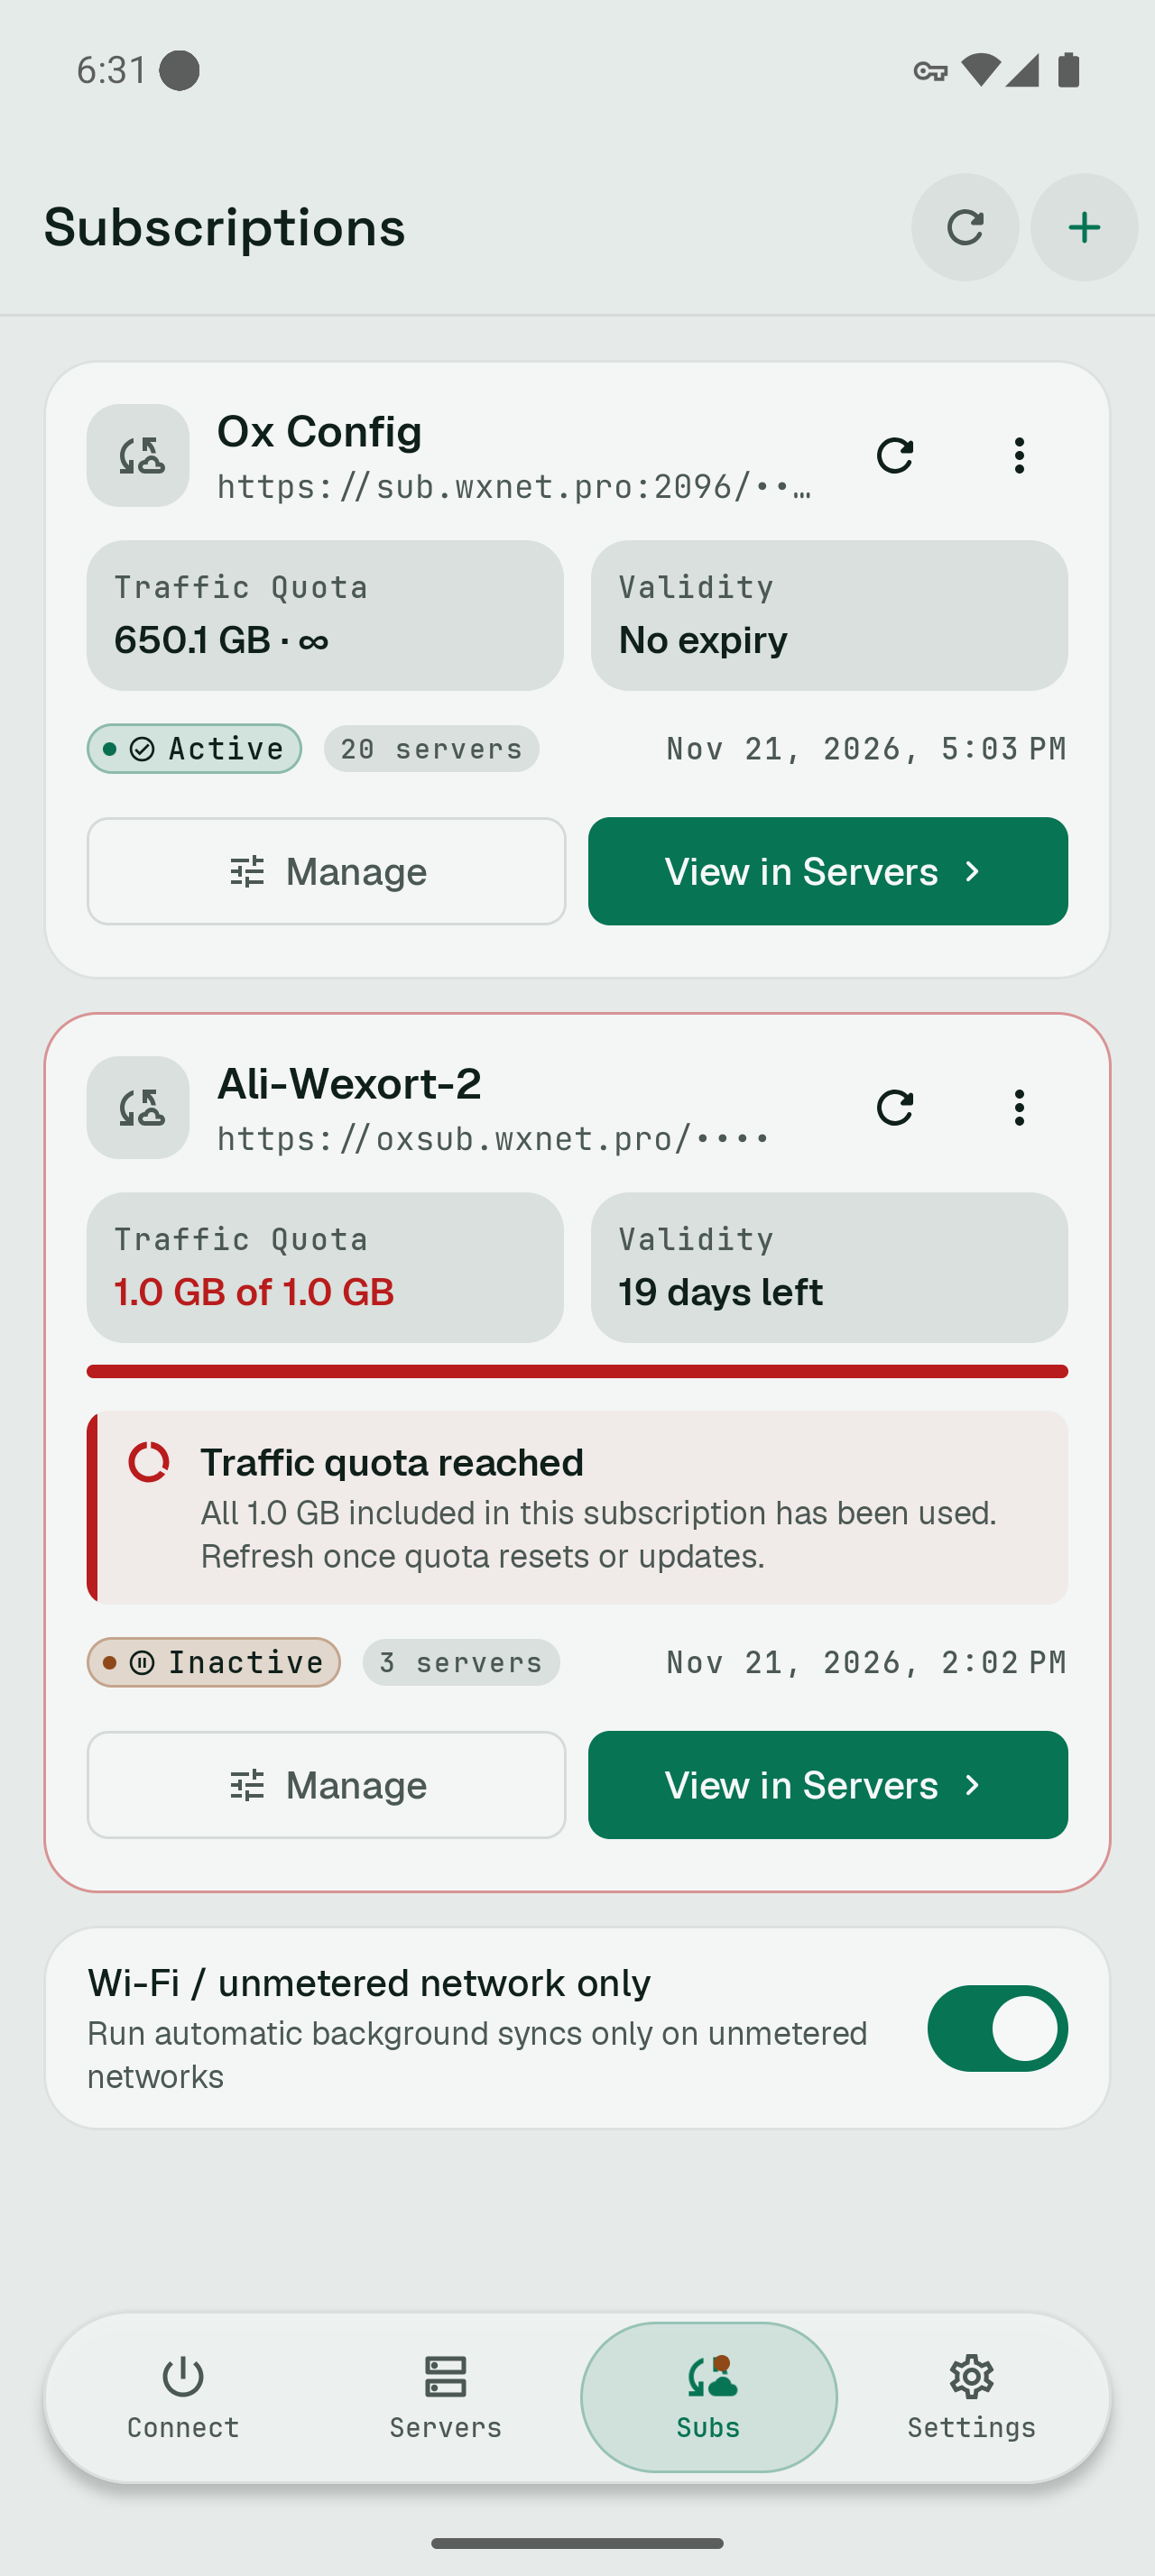 6:31
Subscriptions
Ox Config
https://sub.wxnet.pro:2096/••…
Traffic Quota
650.1 GB · ∞
Validity
No expiry
Active
20 servers
Nov 21, 2026, 5:03 PM
Manage
View in Servers
Ali-Wexort-2
https://oxsub.wxnet.pro/••••
Traffic Quota
1.0 GB of 1.0 GB
Validity
19 days left
Traffic quota reached
All 1.0 GB included in this subscription has been used.
Refresh once quota resets or updates.
Inactive
3 servers
Nov 21, 2026, 2:02 PM
Manage
View in Servers
Wi-Fi / unmetered network only
Run automatic background syncs only on unmetered
networks
Connect
Servers
Subs
Settings